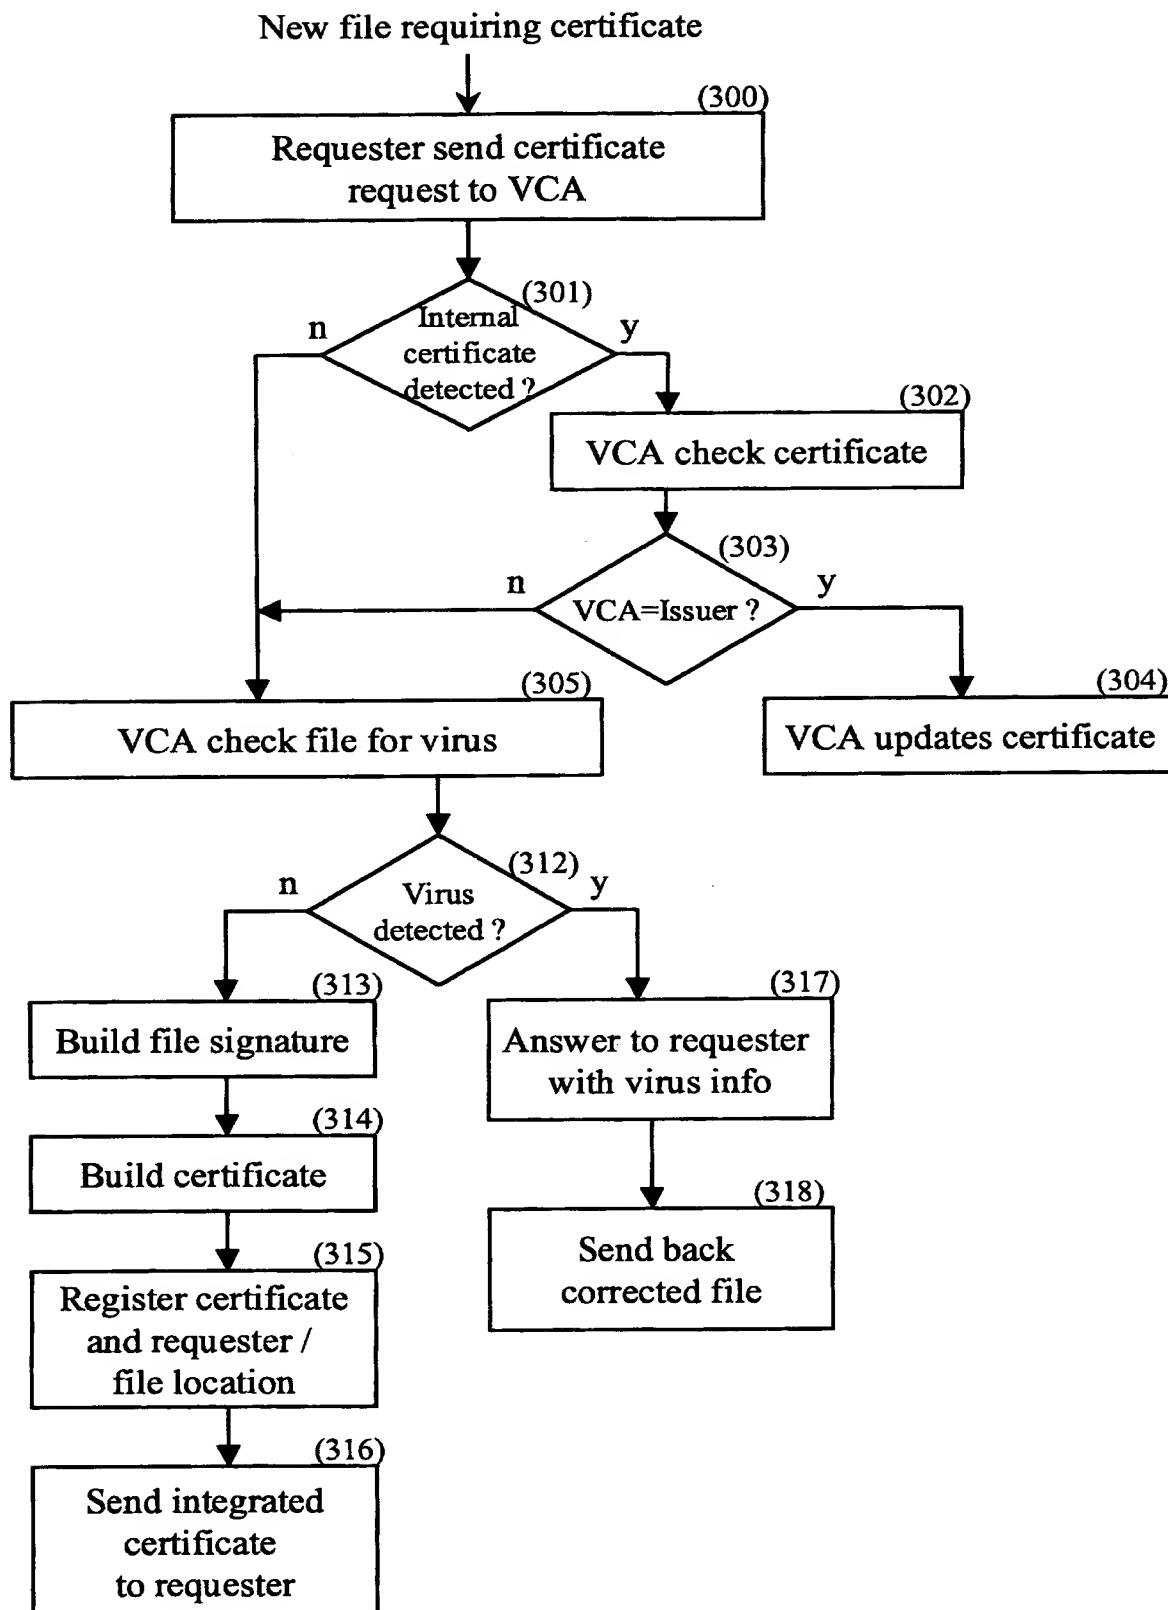 New file requiring certificate
(300)
Requester send certificate
request to VCA
(301)
n
y
Internal
certificate
detected ?
(302)
VCA check certificate
(303)
n
y
VCA=Issuer ?
(305)
(304)
VCA check file for virus
VCA updates certificate
(312)
n
y
Virus
detected ?
(313)
(317)
Build file signature
Answer to requester
with virus info
(314)
Build certificate
(318)
Send back
corrected file
(315)
Register certificate
and requester /
file location
(316)
Send integrated
certificate
to requester